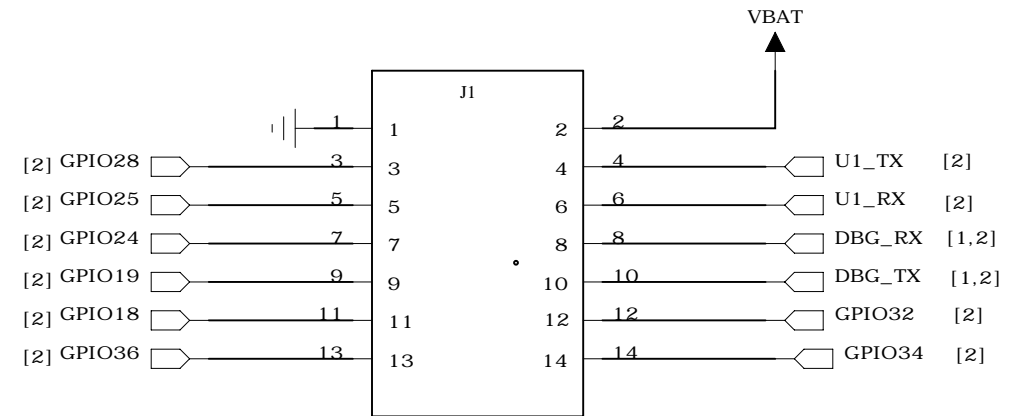 VBAT
J1
1 1 2 2
[2] GPIO28 3 3 4 4 U1_TX [2]
[2] GPIO25 5 5 6 6 U1_RX [2]
[2] GPIO24 7 7 8 8 DBG_RX [1,2]
[2] GPIO19 9 9 10 10 DBG_TX [1,2]
[2] GPIO18 11 11 12 12 GPIO32 [2]
[2] GPIO36 13 13 14 14 GPIO34 [2]